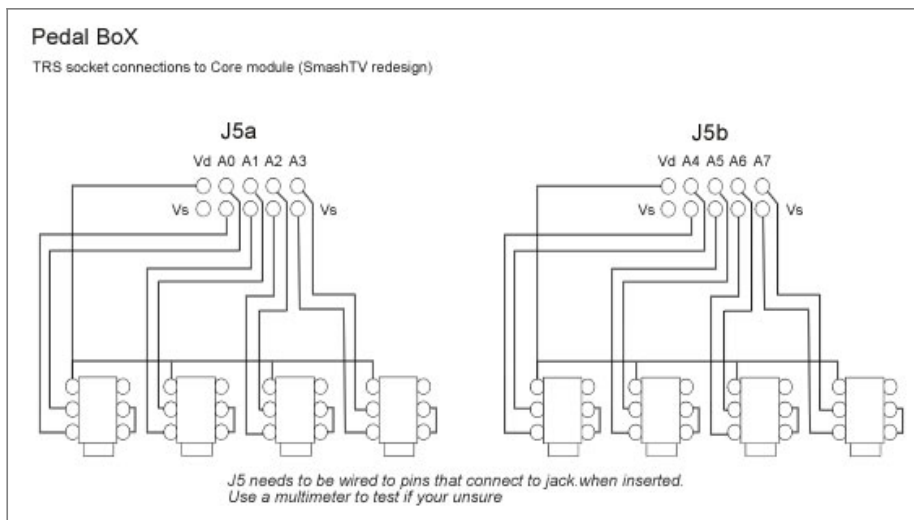 Pedal BoX
TRS socket connections to Core module (SmashTV redesign)
J5a
J5b
Vd A0 A1 A2 A3
Vd A4 A5 A6 A7
Vs Vs
Vs Vs
J5 needs to be wired to pins that connect to jack.when inserted.
Use a multimeter to test if your unsure